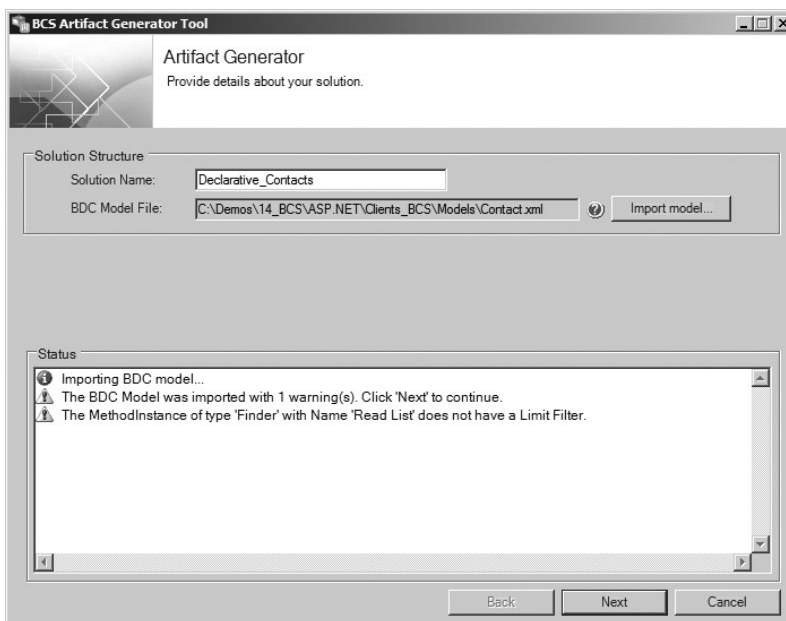 BCS Artifact Generator Tool
Artifact Generator
Provide details about your solution.
Solution Structure
Solution Name: Declarative_Contacts
BDC Model File: C:\Demos\14_BCS\ASP.NET\Clients_BCS\Models\Contact.xml Import model...
Status
Importing BDC model...
The BDC Model was imported with 1 warning(s). Click 'Next' to continue.
The MethodInstance of type 'Finder' with Name 'Read List' does not have a Limit Filter.
Back Next Cancel